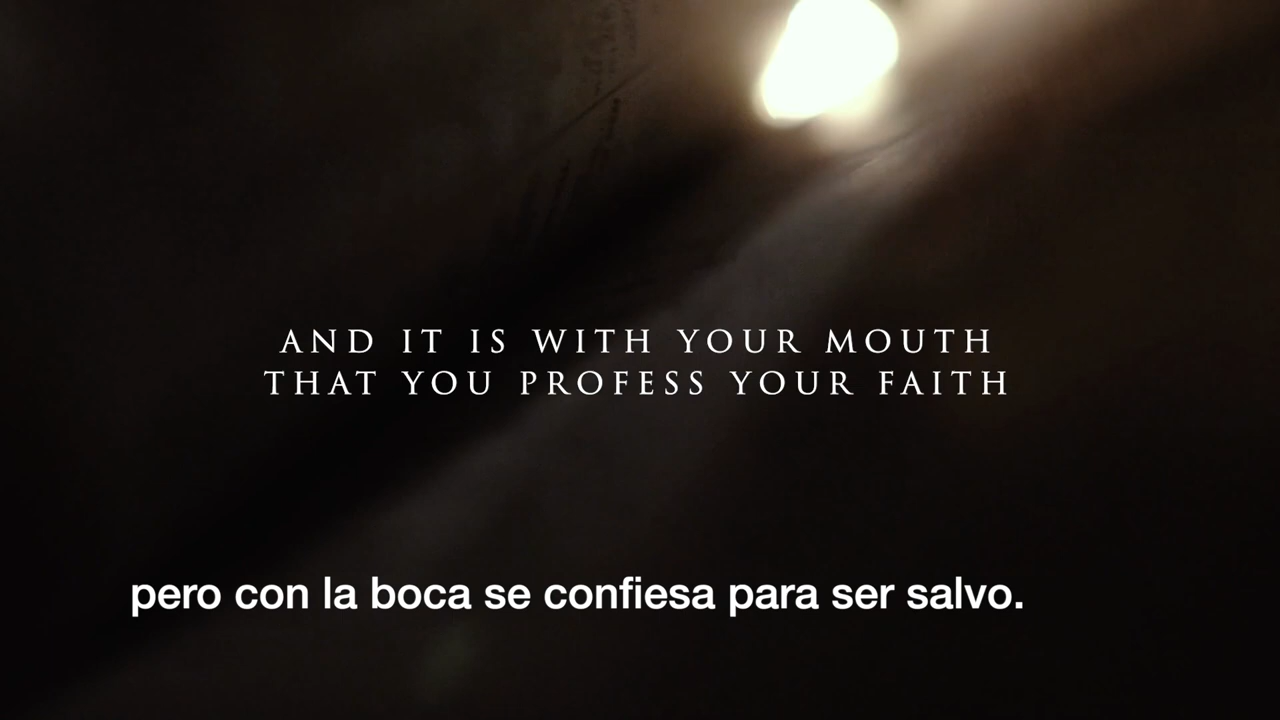 AND IT IS WITH YOUR MOUTH
THAT YOU PROFESS YOUR FAITH
pero con la boca se confiesa para ser salvo.